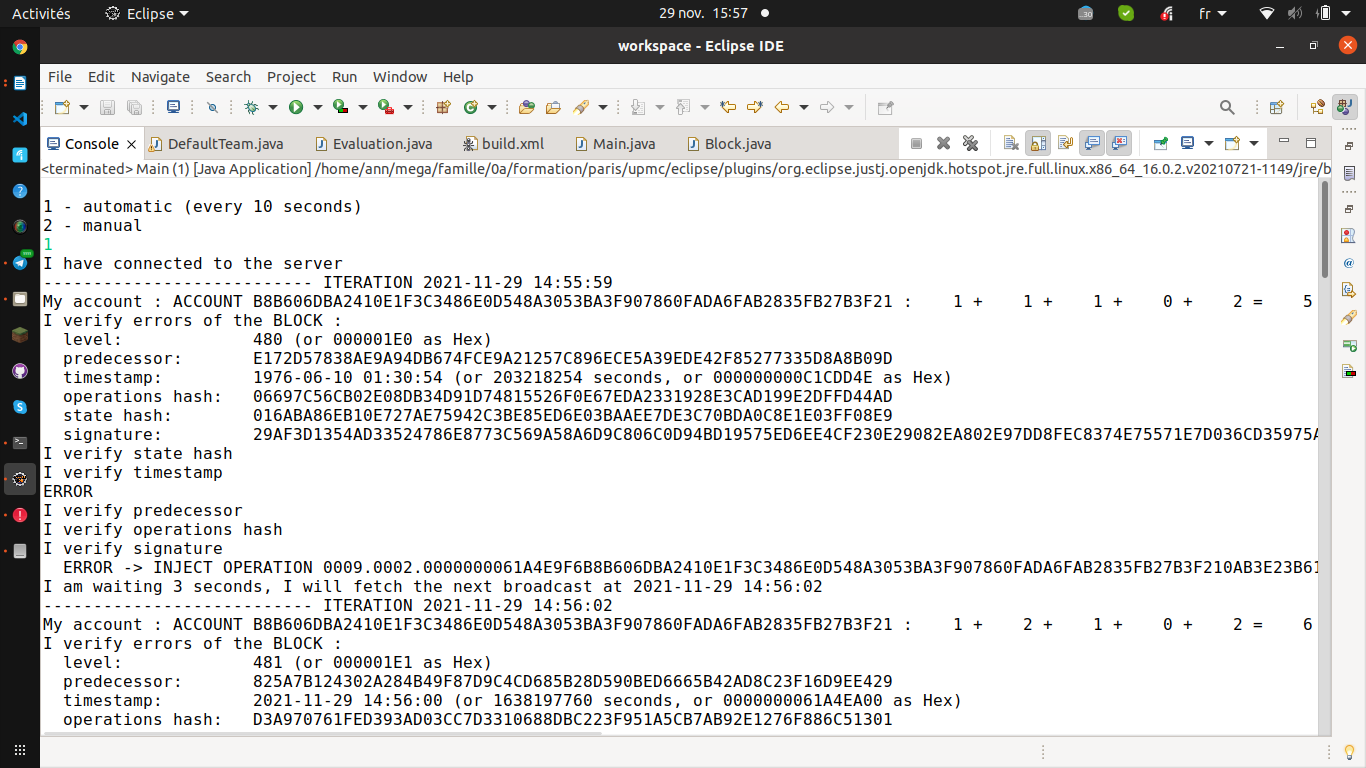 Activités Eclipse 29 nov. 15:57 fr
workspace - Eclipse IDE
File Edit Navigate Search Project Run Window Help
Console DefaultTeam.java Evaluation.java build.xml Main.java Block.java
<terminated> Main (1) [Java Application] /home/ann/mega/famille/0a/formation/paris/upmc/eclipse/plugins/org.eclipse.justj.openjdk.hotspot.jre.full.linux.x86_64_16.0.2.v20210721-1149/jre/b
1 - automatic (every 10 seconds)
2 - manual
1
I have connected to the server
--------------------------- ITERATION 2021-11-29 14:55:59
My account : ACCOUNT B8B606DBA2410E1F3C3486E0D548A3053BA3F907860FADA6FAB2835FB27B3F21 :    1 +    1 +    1 +    0 +    2 =    5
I verify errors of the BLOCK :
  level:             480 (or 000001E0 as Hex)
  predecessor:       E172D57838AE9A94DB674FCE9A21257C896ECE5A39EDE42F85277335D8A8B09D
  timestamp:         1976-06-10 01:30:54 (or 203218254 seconds, or 000000000C1CDD4E as Hex)
  operations hash:   06697C56CB02E08DB34D91D74815526F0E67EDA2331928E3CAD199E2DFFD44AD
  state hash:        016ABA86EB10E727AE75942C3BE85ED6E03BAAEE7DE3C70BDA0C8E1E03FF08E9
  signature:         29AF3D1354AD33524786E8773C569A58A6D9C806C0D94BD19575ED6EE4CF230E29082EA802E97DD8FEC8374E75571E7D036CD35975A
I verify state hash
I verify timestamp
ERROR
I verify predecessor
I verify operations hash
I verify signature
  ERROR -> INJECT OPERATION 0009.0002.0000000061A4E9F6B8B606DBA2410E1F3C3486E0D548A3053BA3F907860FADA6FAB2835FB27B3F210AB3E23B61
I am waiting 3 seconds, I will fetch the next broadcast at 2021-11-29 14:56:02
--------------------------- ITERATION 2021-11-29 14:56:02
My account : ACCOUNT B8B606DBA2410E1F3C3486E0D548A3053BA3F907860FADA6FAB2835FB27B3F21 :    1 +    2 +    1 +    0 +    2 =    6
I verify errors of the BLOCK :
  level:             481 (or 000001E1 as Hex)
  predecessor:       825A7B124302A284B49F87D9C4CD685B28D590BED6665B42AD8C23F16D9EE429
  timestamp:         2021-11-29 14:56:00 (or 1638197760 seconds, or 0000000061A4EA00 as Hex)
  operations hash:   D3A970761FED393AD03CC7D3310688DBC223F951A5CB7AB92E1276F886C51301